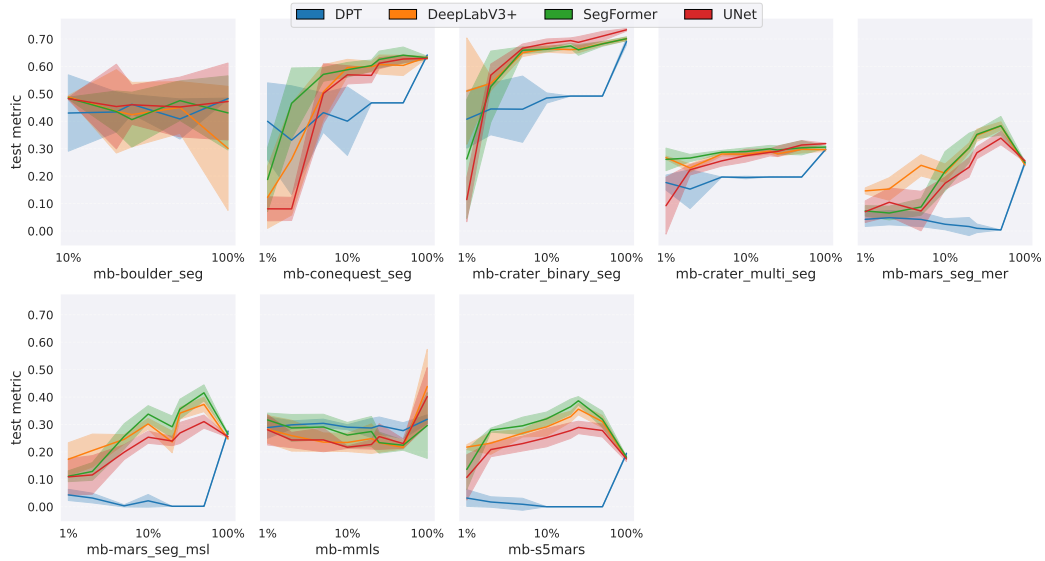 DPT DeepLabV3+ SegFormer UNet
test metric
0.70
0.60
0.50
0.40
0.30
0.20
0.10
0.00
10% 100%
mb-boulder_seg
1% 10% 100%
mb-conequest_seg
1% 10% 100%
mb-crater_binary_seg
1% 10% 100%
mb-crater_multi_seg
1% 10% 100%
mb-mars_seg_mer
test metric
0.70
0.60
0.50
0.40
0.30
0.20
0.10
0.00
1% 10% 100%
mb-mars_seg_msl
1% 10% 100%
mb-mmls
1% 10% 100%
mb-s5mars